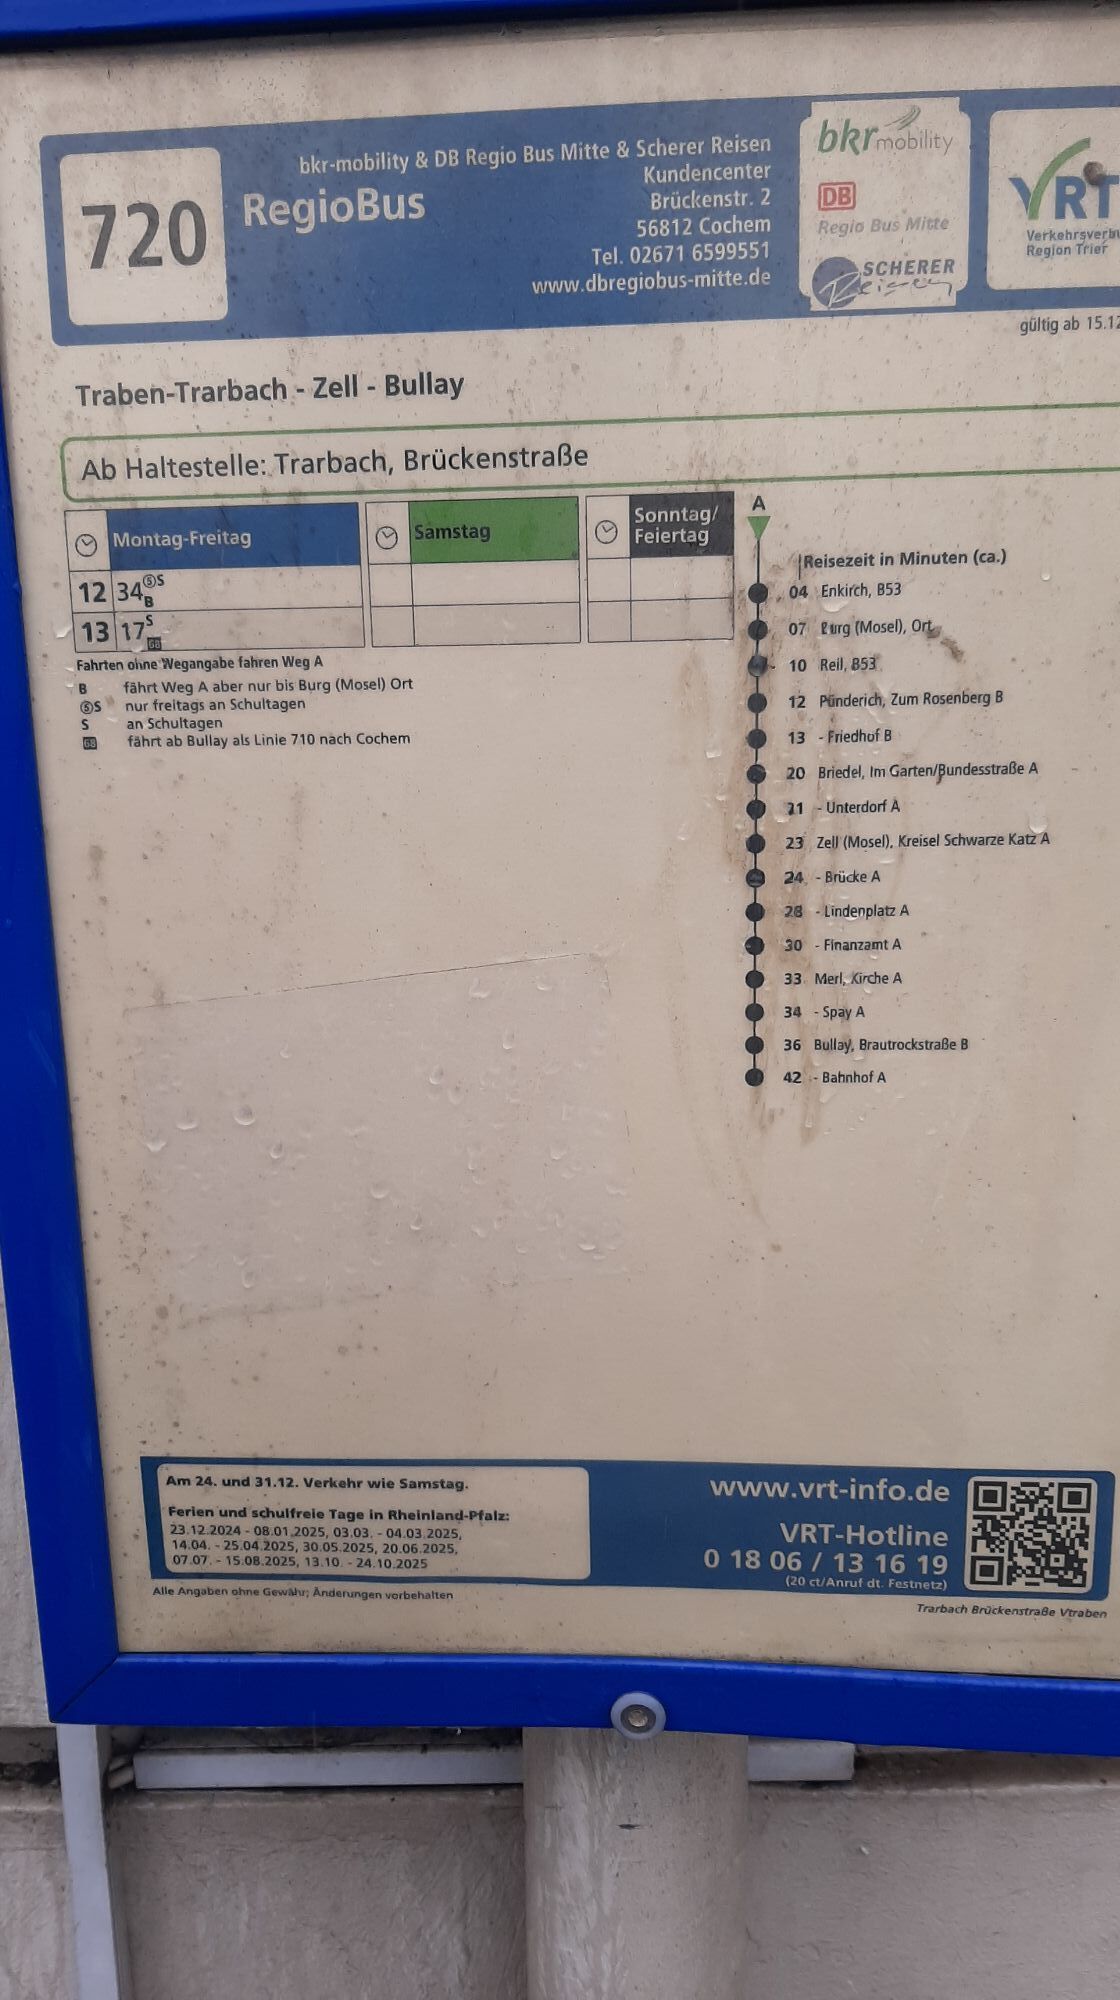 720
RegioBus
bkr-mobility & DB Regio Bus Mitte & Scherer Reisen
Kundencenter
Brückenstr. 2
56812 Cochem
Tel. 02671 6599551
www.dbregiobus-mitte.de
bkr mobility
DB
Regio Bus Mitte
SCHERER
Reisen
VRT
Verkehrsverbu
Region Trier
gültig ab 15.12
Traben-Trarbach - Zell - Bullay
Ab Haltestelle: Trarbach, Brückenstraße
Montag-Freitag
Samstag
Sonntag/
Feiertag
12 34 ⑤S B
13 17 S 68
Fahrten ohne Wegangabe fahren Weg A
B fährt Weg A aber nur bis Burg (Mosel) Ort
⑤S nur freitags an Schultagen
S an Schultagen
68 fährt ab Bullay als Linie 710 nach Cochem
A
Reisezeit in Minuten (ca.)
04 Enkirch, B53
07 Burg (Mosel), Ort
10 Reil, B53
12 Pünderich, Zum Rosenberg B
13 - Friedhof B
20 Briedel, Im Garten/Bundesstraße A
21 - Unterdorf A
23 Zell (Mosel), Kreisel Schwarze Katz A
24 - Brücke A
28 - Lindenplatz A
30 - Finanzamt A
33 Merl, Kirche A
34 - Spay A
36 Bullay, Brautrockstraße B
42 - Bahnhof A
Am 24. und 31.12. Verkehr wie Samstag.
Ferien und schulfreie Tage in Rheinland-Pfalz:
23.12.2024 - 08.01.2025, 03.03. - 04.03.2025,
14.04. - 25.04.2025, 30.05.2025, 20.06.2025,
07.07. - 15.08.2025, 13.10. - 24.10.2025
Alle Angaben ohne Gewähr; Änderungen vorbehalten
www.vrt-info.de
VRT-Hotline
0 18 06 / 13 16 19
(20 ct/Anruf dt. Festnetz)
Trarbach Brückenstraße Vtraben